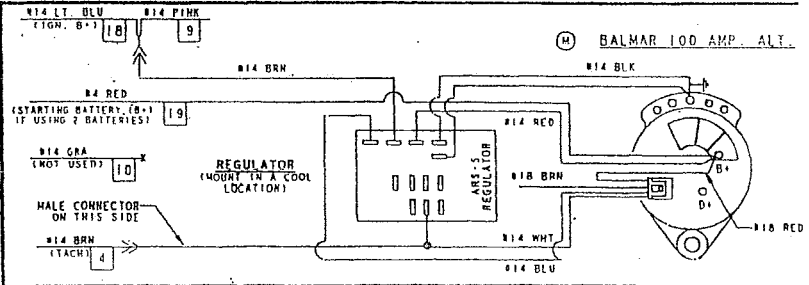 #14 LT. BLU
(IGN. B+)
18
#14 PINK
9
(M) BALMAR 100 AMP. ALT.
#14 BRN
#14 BLK
#4 RED
(STARTING BATTERY, (B+)
IF USING 2 BATTERIES)
19
#14 RED
#14 GRA
(NOT USED)
10
REGULATOR
(MOUNT IN A COOL
LOCATION)
ARS-5
REGULATOR
#18 BRN
B+
D+
MALE CONNECTOR
ON THIS SIDE
#18 RED
#14 BRN
(TACH)
4
#14 WHT
#14 BLU